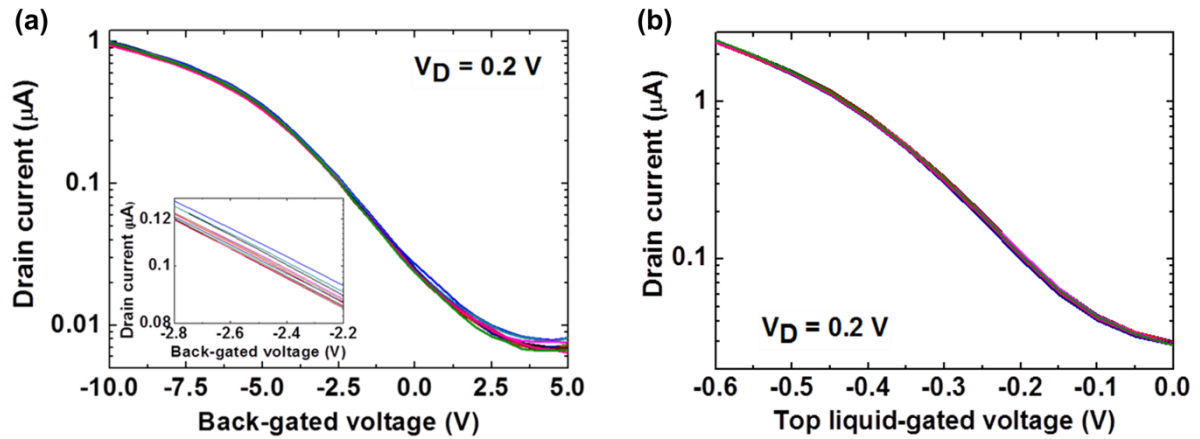 (a)
V_D = 0.2 V
Drain current (μA)
1
0.1
0.01
-10.0 -7.5 -5.0 -2.5 0.0 2.5 5.0
Back-gated voltage (V)
Drain current (μA)
0.12
0.1
0.08
-2.8 -2.6 -2.4 -2.2
Back-gated voltage (V)
(b)
Drain current (μA)
1
0.1
V_D = 0.2 V
-0.6 -0.5 -0.4 -0.3 -0.2 -0.1 0.0
Top liquid-gated voltage (V)